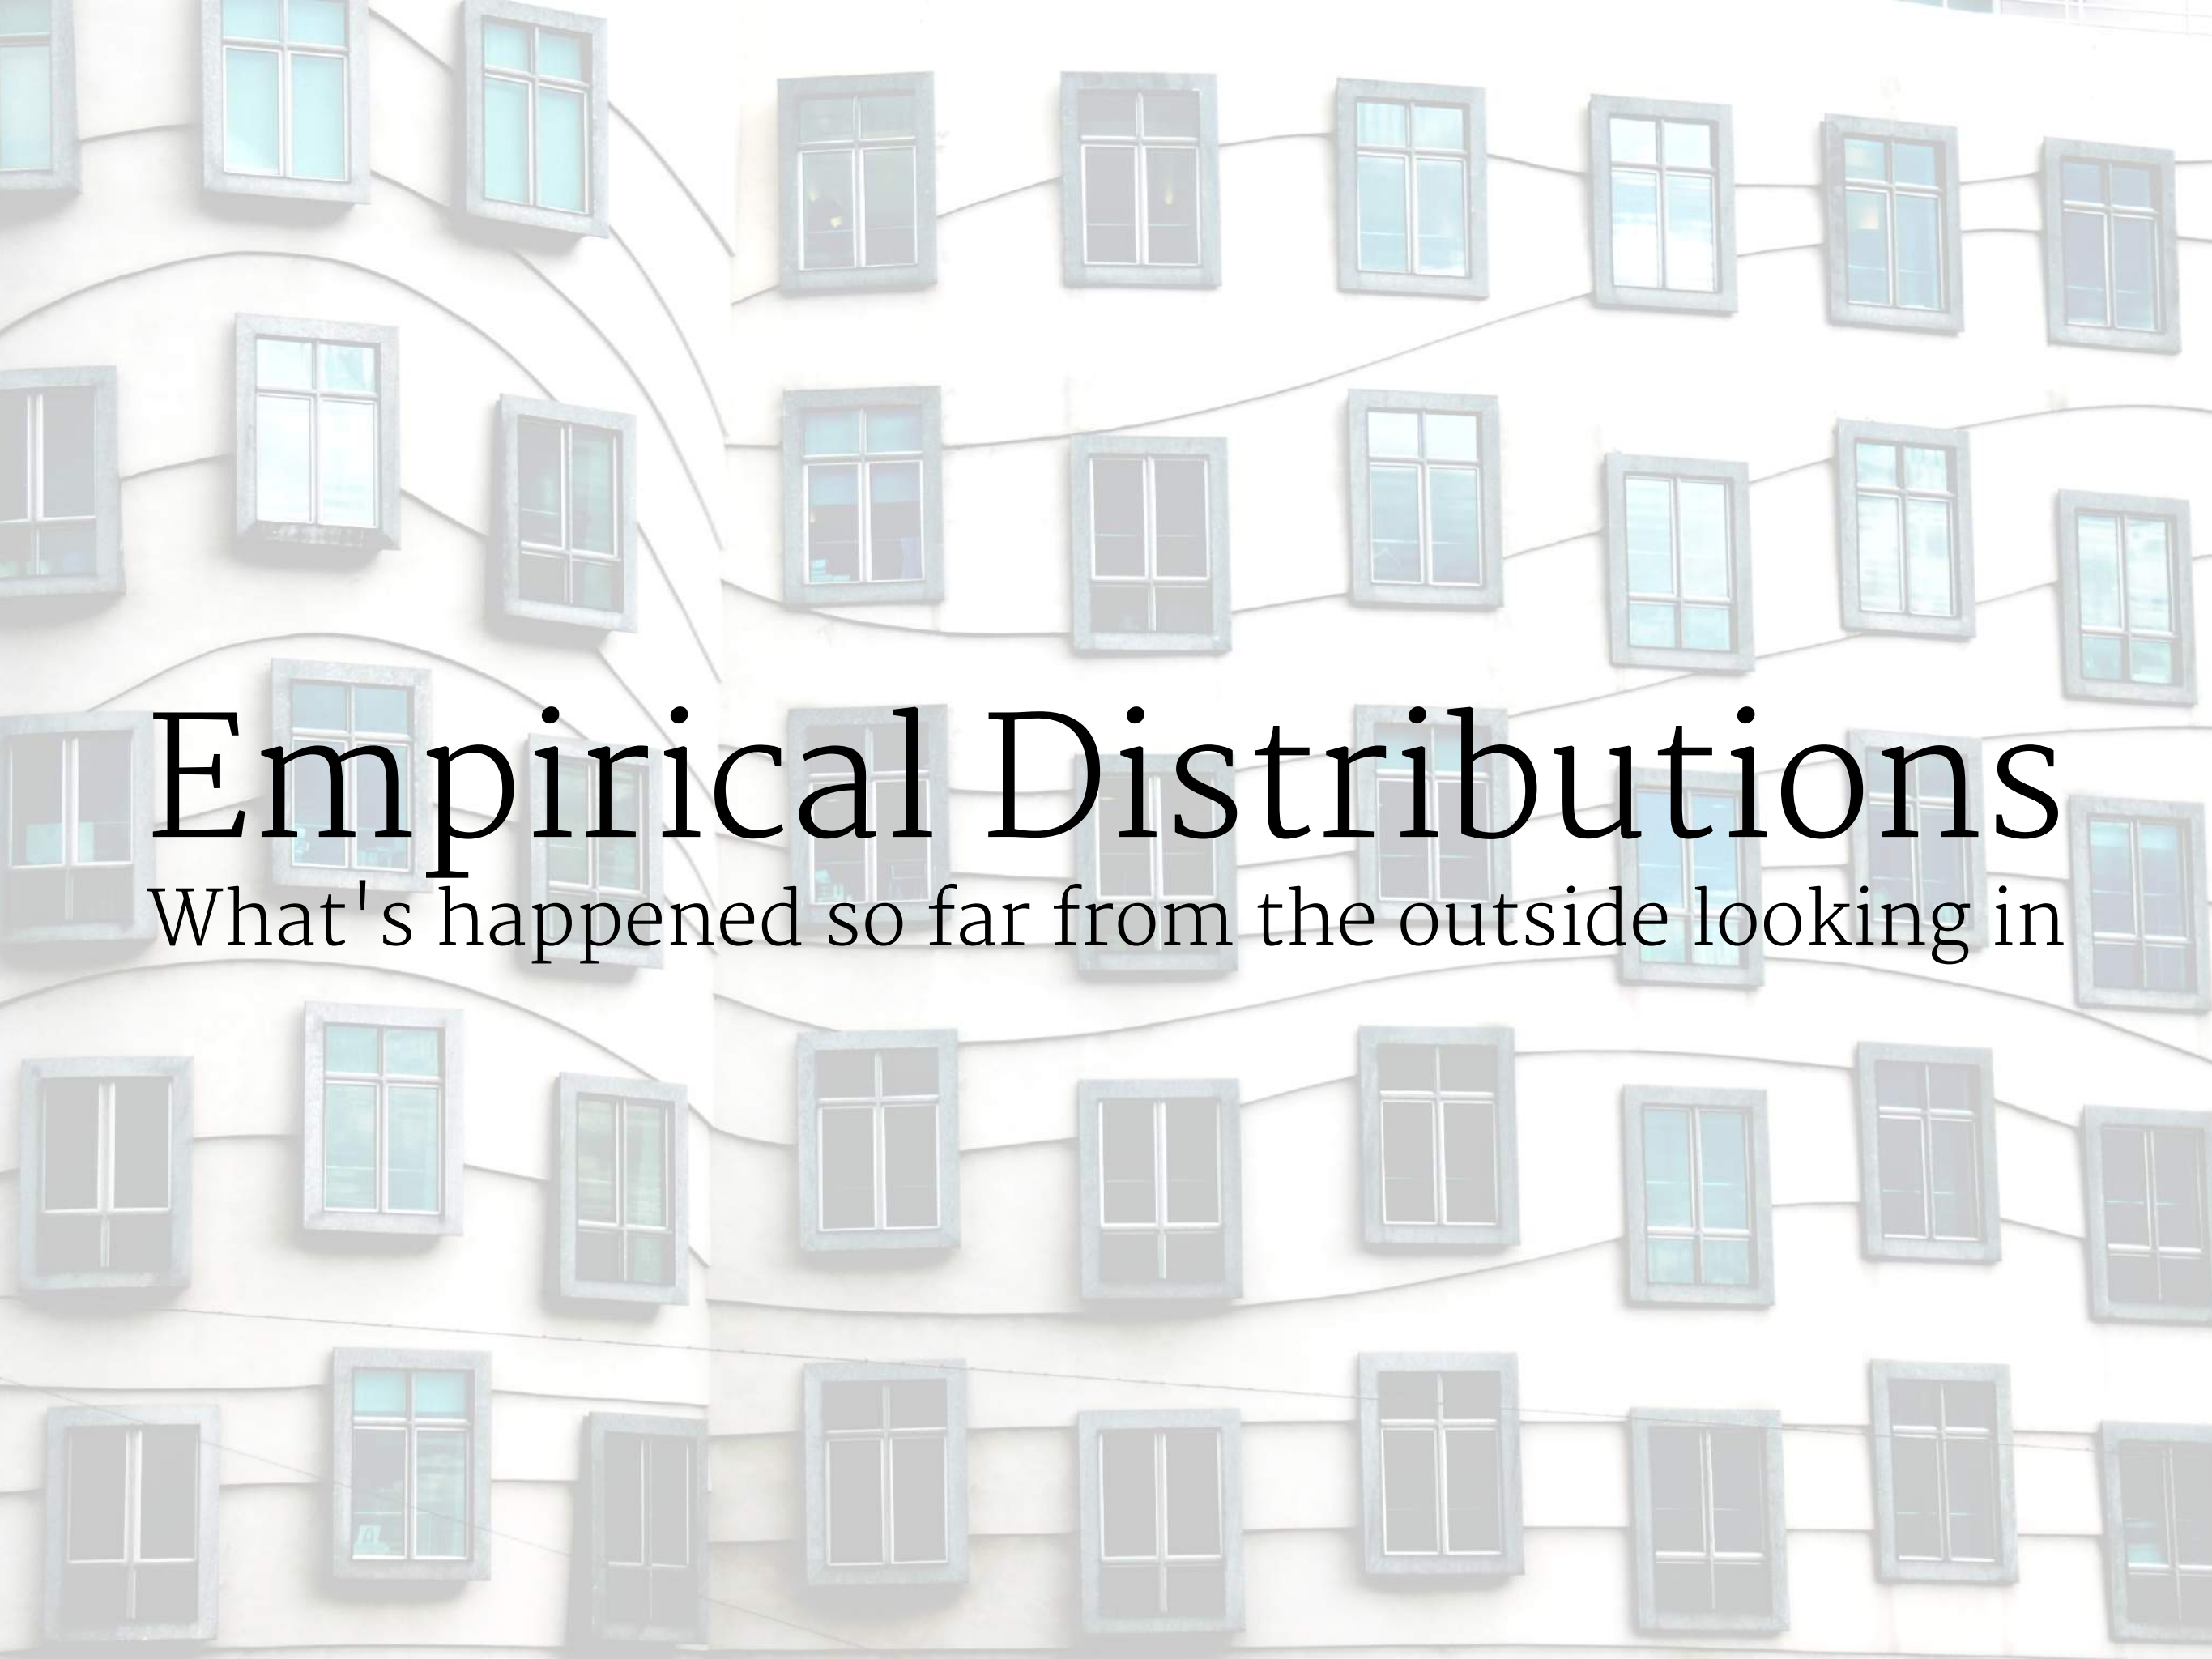 Empirical Distributions
What's happened so far from the outside looking in